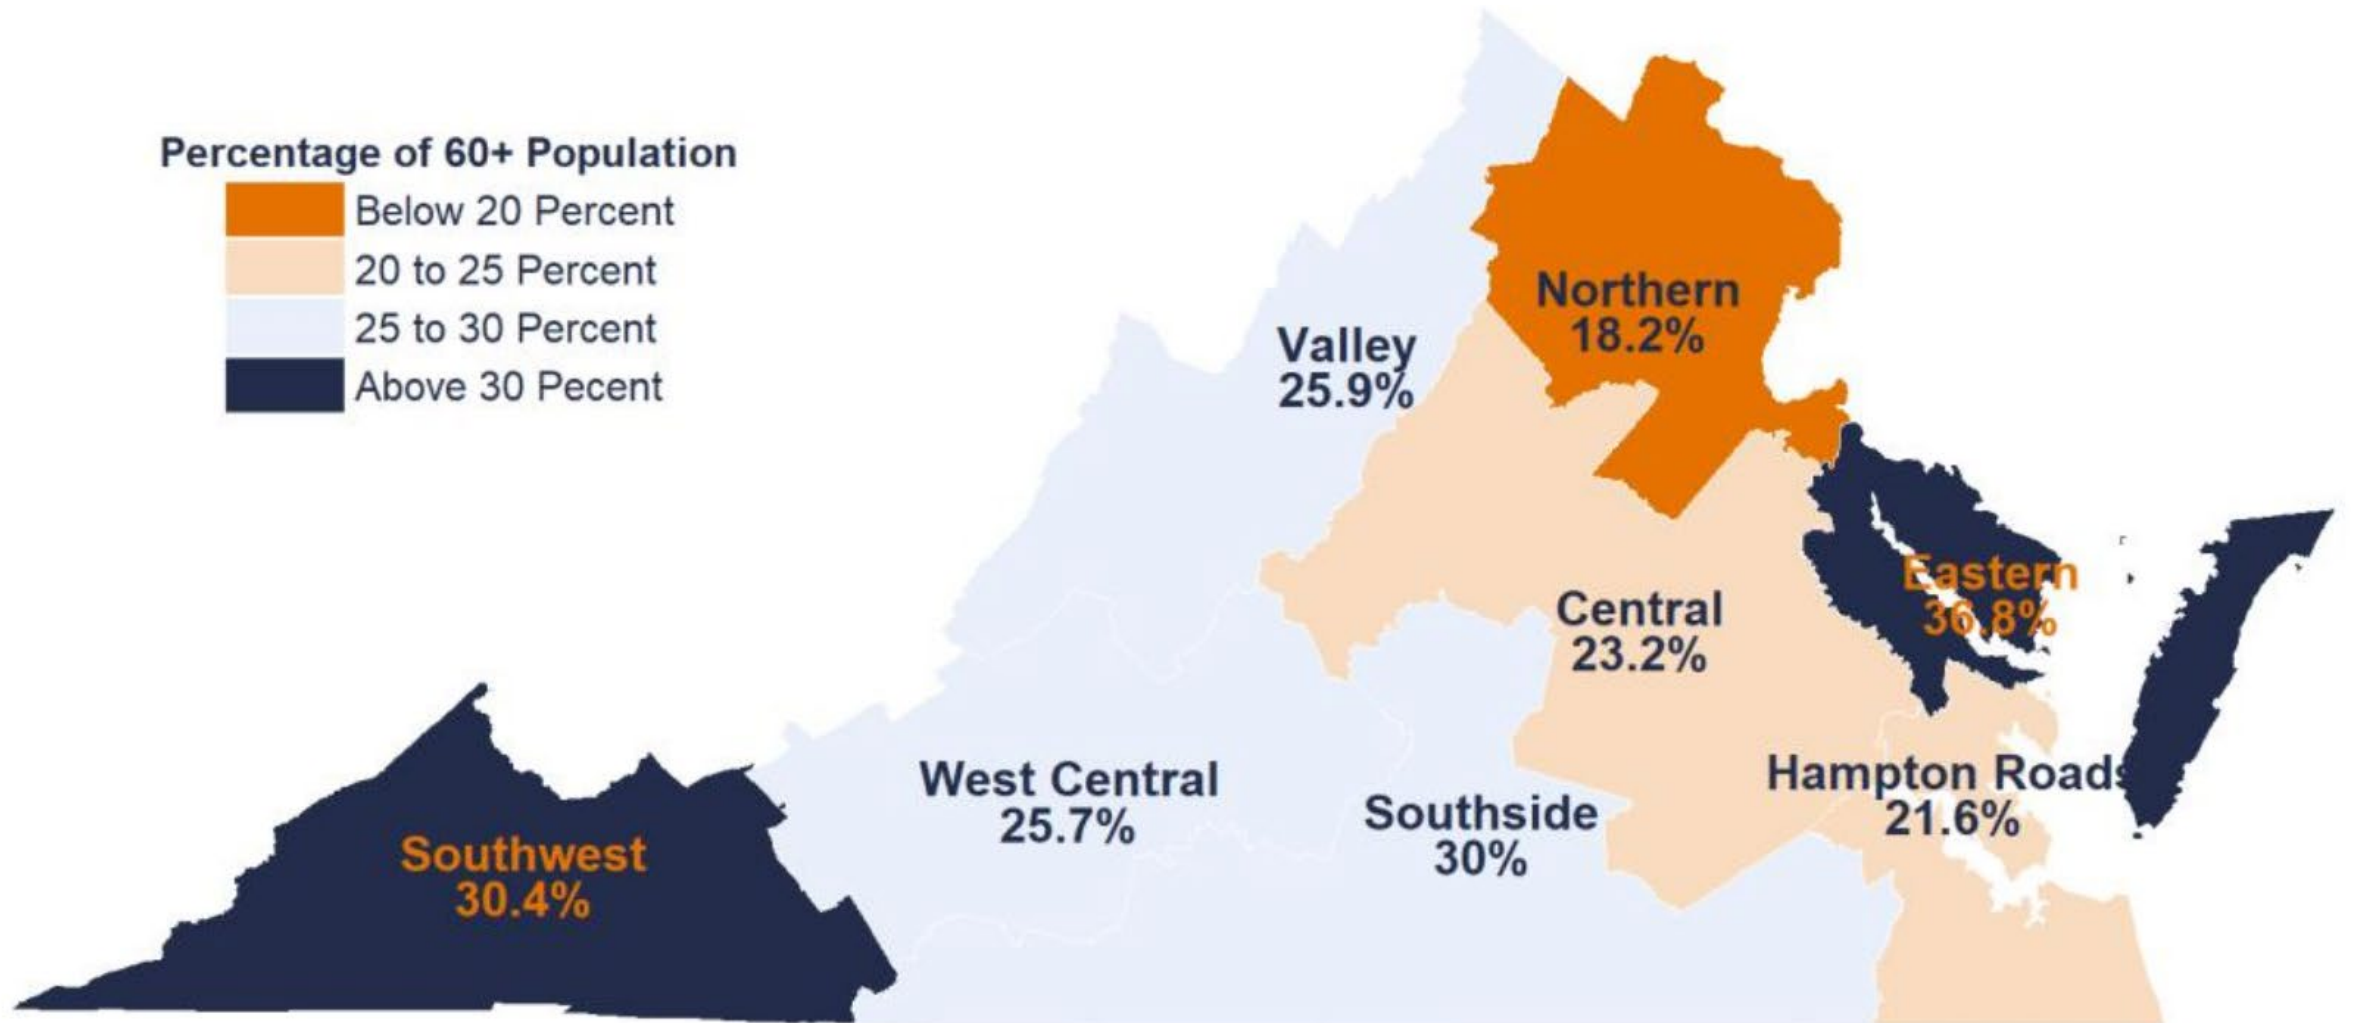 Percentage of 60+ Population
Below 20 Percent
20 to 25 Percent
25 to 30 Percent
Above 30 Pecent
Northern
18.2%
Valley
25.9%
Eastern
36.8%
Central
23.2%
West Central
25.7%
Hampton Roads
21.6%
Southside
30%
Southwest
30.4%